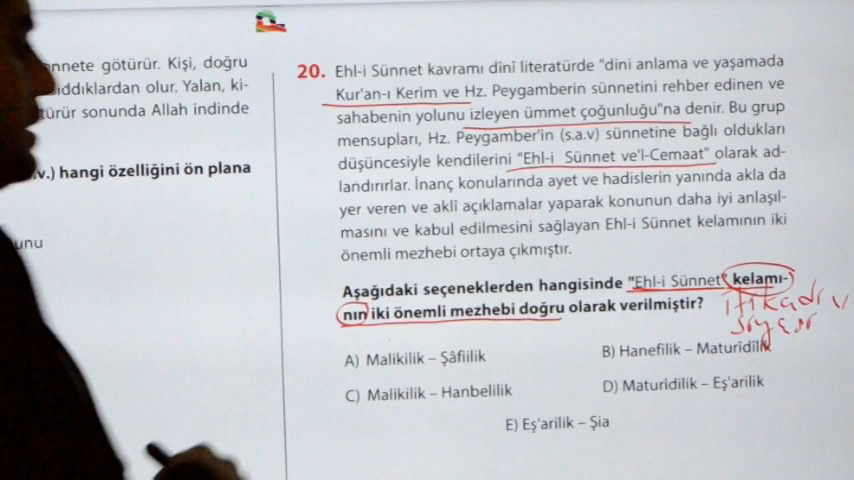 nnete götürür. Kişi, doğru
ıddıklardan olur. Yalan, ki-
türür sonunda Allah indinde
v.) hangi özelliğini ön plana
unu
20. Ehl-i Sünnet kavramı dinî literatürde "dini anlama ve yaşamada
Kur'an-ı Kerim ve Hz. Peygamberin sünnetini rehber edinen ve
sahabenin yolunu izleyen ümmet çoğunluğu"na denir. Bu grup
mensupları, Hz. Peygamber'in (s.a.v) sünnetine bağlı oldukları
düşüncesiyle kendilerini "Ehl-i Sünnet ve'l-Cemaat" olarak ad-
landırırlar. İnanç konularında ayet ve hadislerin yanında akla da
yer veren ve aklî açıklamalar yaparak konunun daha iyi anlaşıl-
masını ve kabul edilmesini sağlayan Ehl-i Sünnet kelamının iki
önemli mezhebi ortaya çıkmıştır.
Aşağıdaki seçeneklerden hangisinde "Ehl-i Sünnet" kelamı-
nın iki önemli mezhebi doğru olarak verilmiştir?
itikadi
siyasi
A) Malikilik – Şâfiilik
B) Hanefilik – Maturîdilik
C) Malikilik – Hanbelilik
D) Maturîdilik – Eş'arilik
E) Eş'arilik – Şia